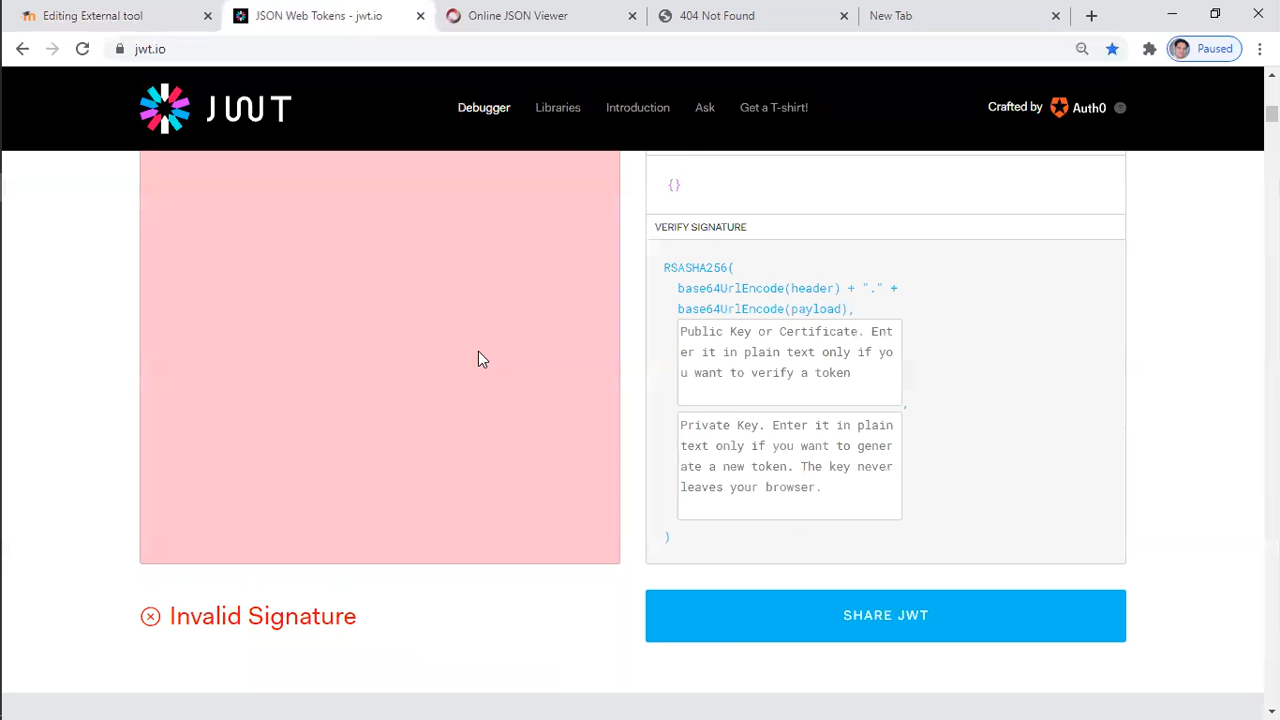 Editing External tool
JSON Web Tokens - jwt.io
Online JSON Viewer
404 Not Found
New Tab
jwt.io
Paused
JWT
Debugger
Libraries
Introduction
Ask
Get a T-shirt!
Crafted by
Auth0
{}
VERIFY SIGNATURE
RSASHA256(
base64UrlEncode(header) + "." +
base64UrlEncode(payload),
Public Key or Certificate. Ent
er it in plain text only if yo
u want to verify a token
,
Private Key. Enter it in plain
text only if you want to gener
ate a new token. The key never
leaves your browser.
)
Invalid Signature
SHARE JWT